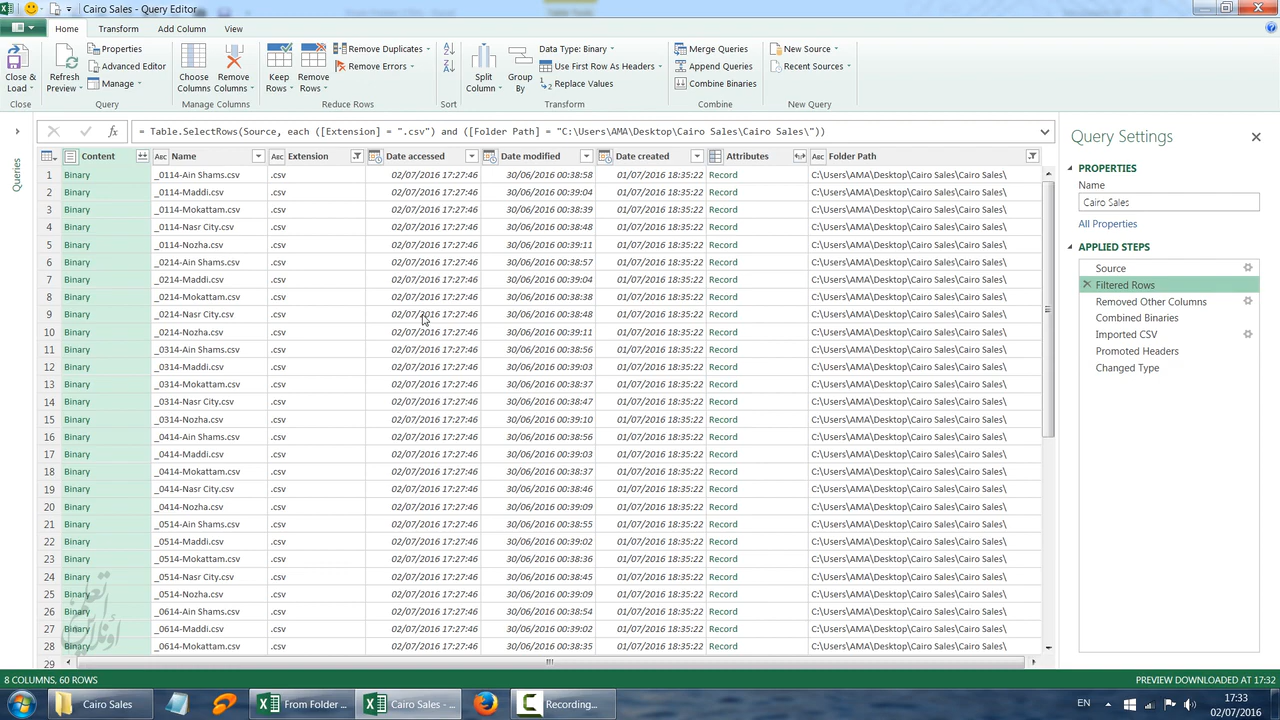 Cairo Sales - Query Editor
Home Transform Add Column View
Close & Load Refresh Preview Properties Advanced Editor Manage Choose Columns Remove Columns Keep Rows Remove Rows Remove Duplicates Remove Errors Split Column Group By Data Type: Binary Use First Row As Headers Replace Values Merge Queries Append Queries Combine Binaries New Source Recent Sources
Close Query Manage Columns Reduce Rows Sort Transform Combine New Query
= Table.SelectRows(Source, each ([Extension] = ".csv") and ([Folder Path] = "C:\Users\AMA\Desktop\Cairo Sales\Cairo Sales\"))
Queries
Content Name Extension Date accessed Date modified Date created Attributes Folder Path
1 Binary _0114-Ain Shams.csv .csv 02/07/2016 17:27:46 30/06/2016 00:38:58 01/07/2016 18:35:22 Record C:\Users\AMA\Desktop\Cairo Sales\Cairo Sales\
2 Binary _0114-Maddi.csv .csv 02/07/2016 17:27:46 30/06/2016 00:39:04 01/07/2016 18:35:22 Record C:\Users\AMA\Desktop\Cairo Sales\Cairo Sales\
3 Binary _0114-Mokattam.csv .csv 02/07/2016 17:27:46 30/06/2016 00:38:39 01/07/2016 18:35:22 Record C:\Users\AMA\Desktop\Cairo Sales\Cairo Sales\
4 Binary _0114-Nasr City.csv .csv 02/07/2016 17:27:46 30/06/2016 00:38:48 01/07/2016 18:35:22 Record C:\Users\AMA\Desktop\Cairo Sales\Cairo Sales\
5 Binary _0114-Nozha.csv .csv 02/07/2016 17:27:46 30/06/2016 00:39:11 01/07/2016 18:35:22 Record C:\Users\AMA\Desktop\Cairo Sales\Cairo Sales\
6 Binary _0214-Ain Shams.csv .csv 02/07/2016 17:27:46 30/06/2016 00:38:57 01/07/2016 18:35:22 Record C:\Users\AMA\Desktop\Cairo Sales\Cairo Sales\
7 Binary _0214-Maddi.csv .csv 02/07/2016 17:27:46 30/06/2016 00:39:04 01/07/2016 18:35:22 Record C:\Users\AMA\Desktop\Cairo Sales\Cairo Sales\
8 Binary _0214-Mokattam.csv .csv 02/07/2016 17:27:46 30/06/2016 00:38:38 01/07/2016 18:35:22 Record C:\Users\AMA\Desktop\Cairo Sales\Cairo Sales\
9 Binary _0214-Nasr City.csv .csv 02/07/2016 17:27:46 30/06/2016 00:38:48 01/07/2016 18:35:22 Record C:\Users\AMA\Desktop\Cairo Sales\Cairo Sales\
10 Binary _0214-Nozha.csv .csv 02/07/2016 17:27:46 30/06/2016 00:39:11 01/07/2016 18:35:22 Record C:\Users\AMA\Desktop\Cairo Sales\Cairo Sales\
11 Binary _0314-Ain Shams.csv .csv 02/07/2016 17:27:46 30/06/2016 00:38:56 01/07/2016 18:35:22 Record C:\Users\AMA\Desktop\Cairo Sales\Cairo Sales\
12 Binary _0314-Maddi.csv .csv 02/07/2016 17:27:46 30/06/2016 00:39:03 01/07/2016 18:35:22 Record C:\Users\AMA\Desktop\Cairo Sales\Cairo Sales\
13 Binary _0314-Mokattam.csv .csv 02/07/2016 17:27:46 30/06/2016 00:38:37 01/07/2016 18:35:22 Record C:\Users\AMA\Desktop\Cairo Sales\Cairo Sales\
14 Binary _0314-Nasr City.csv .csv 02/07/2016 17:27:46 30/06/2016 00:38:47 01/07/2016 18:35:22 Record C:\Users\AMA\Desktop\Cairo Sales\Cairo Sales\
15 Binary _0314-Nozha.csv .csv 02/07/2016 17:27:46 30/06/2016 00:39:10 01/07/2016 18:35:22 Record C:\Users\AMA\Desktop\Cairo Sales\Cairo Sales\
16 Binary _0414-Ain Shams.csv .csv 02/07/2016 17:27:46 30/06/2016 00:38:56 01/07/2016 18:35:22 Record C:\Users\AMA\Desktop\Cairo Sales\Cairo Sales\
17 Binary _0414-Maddi.csv .csv 02/07/2016 17:27:46 30/06/2016 00:39:03 01/07/2016 18:35:22 Record C:\Users\AMA\Desktop\Cairo Sales\Cairo Sales\
18 Binary _0414-Mokattam.csv .csv 02/07/2016 17:27:46 30/06/2016 00:38:37 01/07/2016 18:35:22 Record C:\Users\AMA\Desktop\Cairo Sales\Cairo Sales\
19 Binary _0414-Nasr City.csv .csv 02/07/2016 17:27:46 30/06/2016 00:38:46 01/07/2016 18:35:22 Record C:\Users\AMA\Desktop\Cairo Sales\Cairo Sales\
20 Binary _0414-Nozha.csv .csv 02/07/2016 17:27:46 30/06/2016 00:39:09 01/07/2016 18:35:22 Record C:\Users\AMA\Desktop\Cairo Sales\Cairo Sales\
21 Binary _0514-Ain Shams.csv .csv 02/07/2016 17:27:46 30/06/2016 00:38:55 01/07/2016 18:35:22 Record C:\Users\AMA\Desktop\Cairo Sales\Cairo Sales\
22 Binary _0514-Maddi.csv .csv 02/07/2016 17:27:46 30/06/2016 00:39:02 01/07/2016 18:35:22 Record C:\Users\AMA\Desktop\Cairo Sales\Cairo Sales\
23 Binary _0514-Mokattam.csv .csv 02/07/2016 17:27:46 30/06/2016 00:38:36 01/07/2016 18:35:22 Record C:\Users\AMA\Desktop\Cairo Sales\Cairo Sales\
24 Binary _0514-Nasr City.csv .csv 02/07/2016 17:27:46 30/06/2016 00:38:45 01/07/2016 18:35:22 Record C:\Users\AMA\Desktop\Cairo Sales\Cairo Sales\
25 Binary _0514-Nozha.csv .csv 02/07/2016 17:27:46 30/06/2016 00:39:09 01/07/2016 18:35:22 Record C:\Users\AMA\Desktop\Cairo Sales\Cairo Sales\
26 Binary _0614-Ain Shams.csv .csv 02/07/2016 17:27:46 30/06/2016 00:38:54 01/07/2016 18:35:22 Record C:\Users\AMA\Desktop\Cairo Sales\Cairo Sales\
27 Binary _0614-Maddi.csv .csv 02/07/2016 17:27:46 30/06/2016 00:39:02 01/07/2016 18:35:22 Record C:\Users\AMA\Desktop\Cairo Sales\Cairo Sales\
28 Binary _0614-Mokattam.csv .csv 02/07/2016 17:27:46 30/06/2016 00:38:35 01/07/2016 18:35:22 Record C:\Users\AMA\Desktop\Cairo Sales\Cairo Sales\
29
Query Settings
PROPERTIES
Name
Cairo Sales
All Properties
APPLIED STEPS
Source
Filtered Rows
Removed Other Columns
Combined Binaries
Imported CSV
Promoted Headers
Changed Type
8 COLUMNS, 60 ROWS PREVIEW DOWNLOADED AT 17:32
Cairo Sales From Folder ... Cairo Sales - ... Recording... EN 17:33
02/07/2016